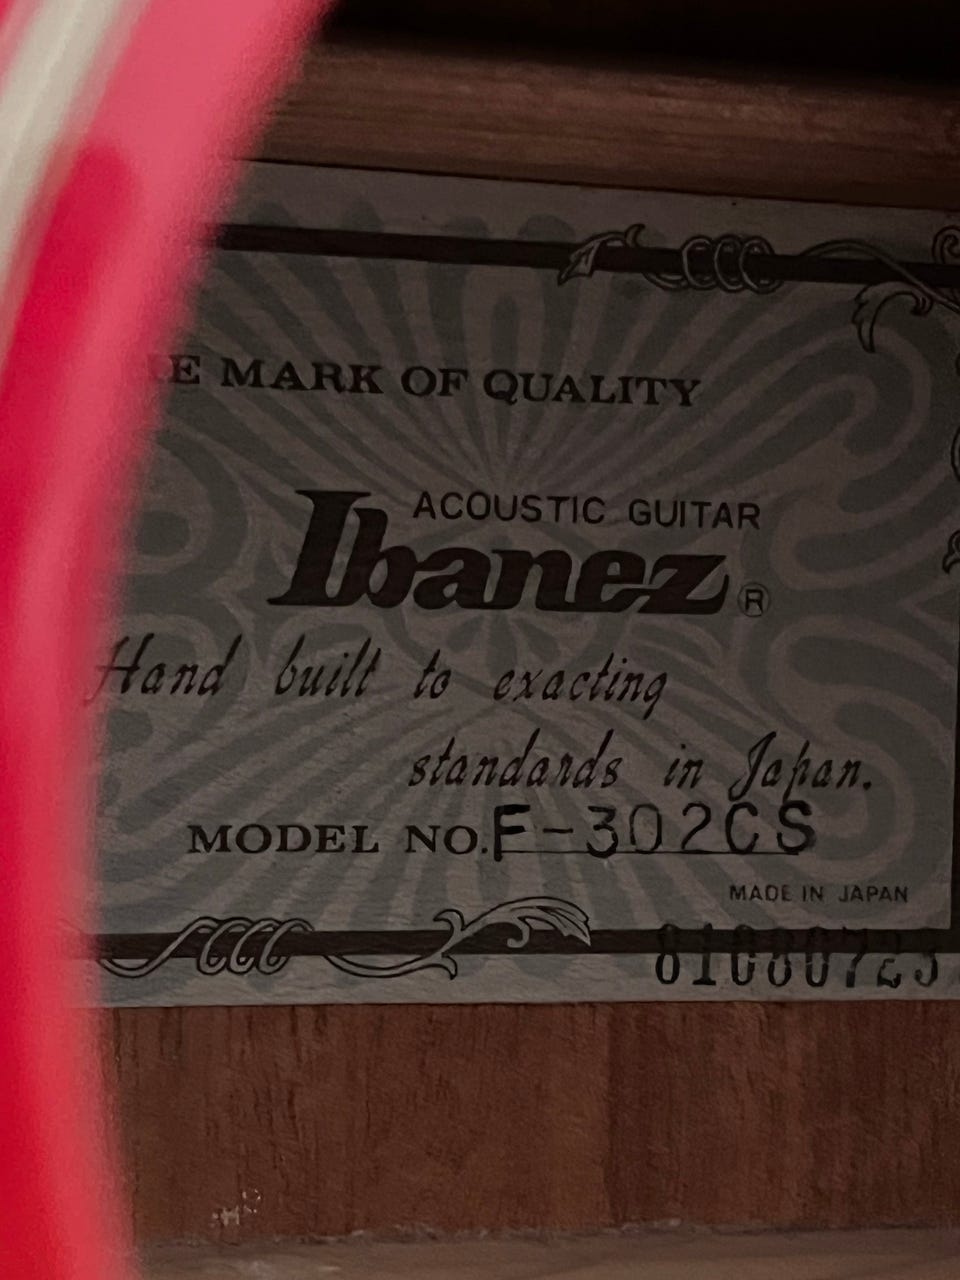 MARK OF QUALITY
ACOUSTIC GUITAR
Ibanez®
Hand built to exacting
standards in Japan.
MODEL NO. F-302CS
MADE IN JAPAN